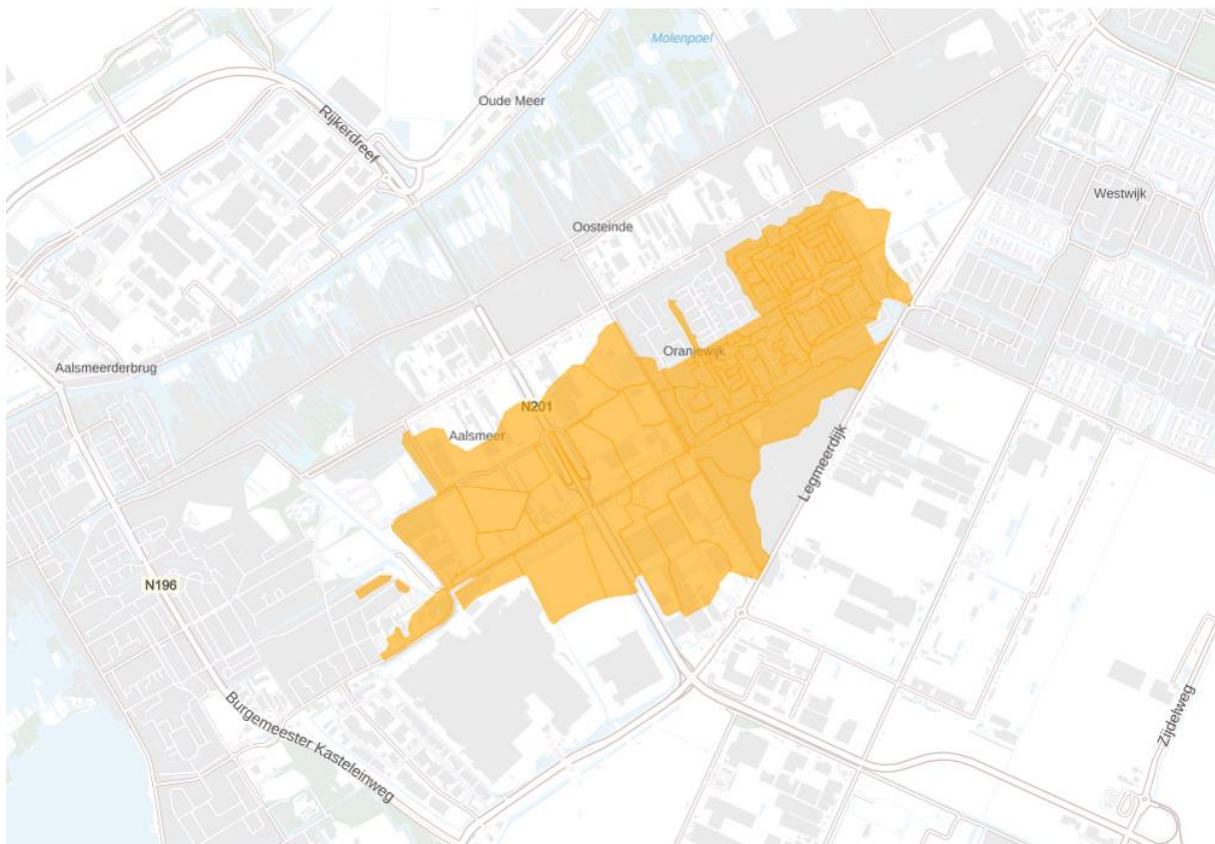 Molenpoel
Oude Meer
Rijkerdreef
Westwijk
Oosteinde
Oranjewijk
Aalsmeerderbrug
N201
Aalsmeer
Legmeerdijk
N196
Burgemeester Kasteleinweg
Zijdelweg